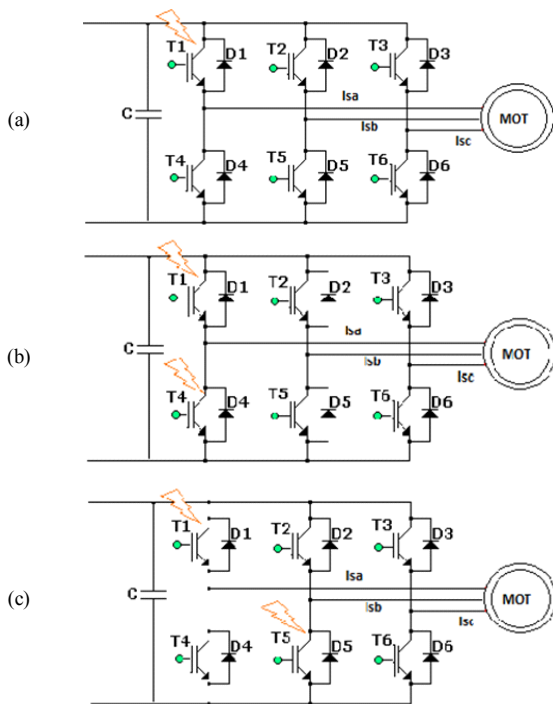 T1 D1 T2 D2 T3 D3
Isa
(a) C Isb MOT
Isc
T4 D4 T5 D5 T6 D6
T1 D1 T2 D2 T3 D3
Isa
(b) C Isb MOT
Isc
T4 D4 T5 D5 T6 D6
T1 D1 T2 D2 T3 D3
Isa
(c) C Isb MOT
Isc
T4 D4 T5 D5 T6 D6